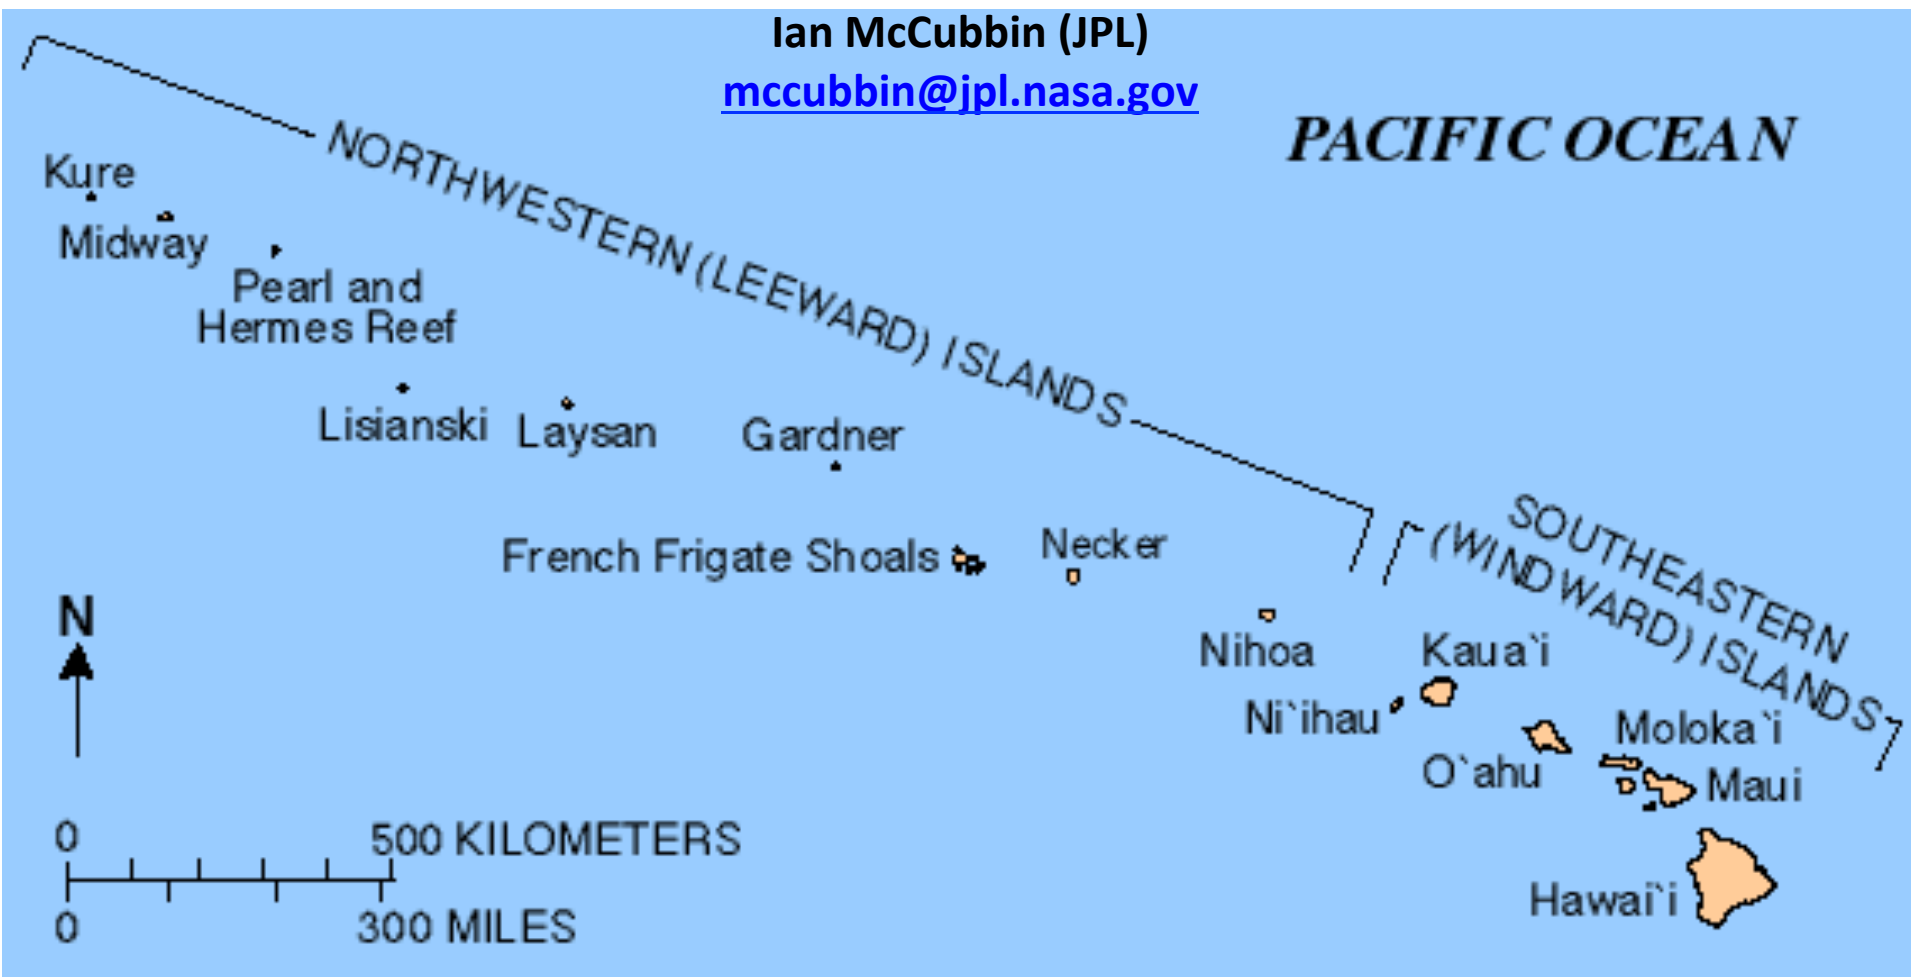 Ian McCubbin (JPL)
mccubbin@jpl.nasa.gov
PACIFIC OCEAN
NORTHWESTERN (LEEWARD) ISLANDS
Kure
Midway
Pearl and
Hermes Reef
Lisianski
Laysan
Gardner
French Frigate Shoals
Necker
Nihoa
SOUTHEASTERN
(WINDWARD) ISLANDS
Kaua`i
Ni`ihau
O`ahu
Moloka`i
Maui
Hawai`i
N
0 500 KILOMETERS
0 300 MILES